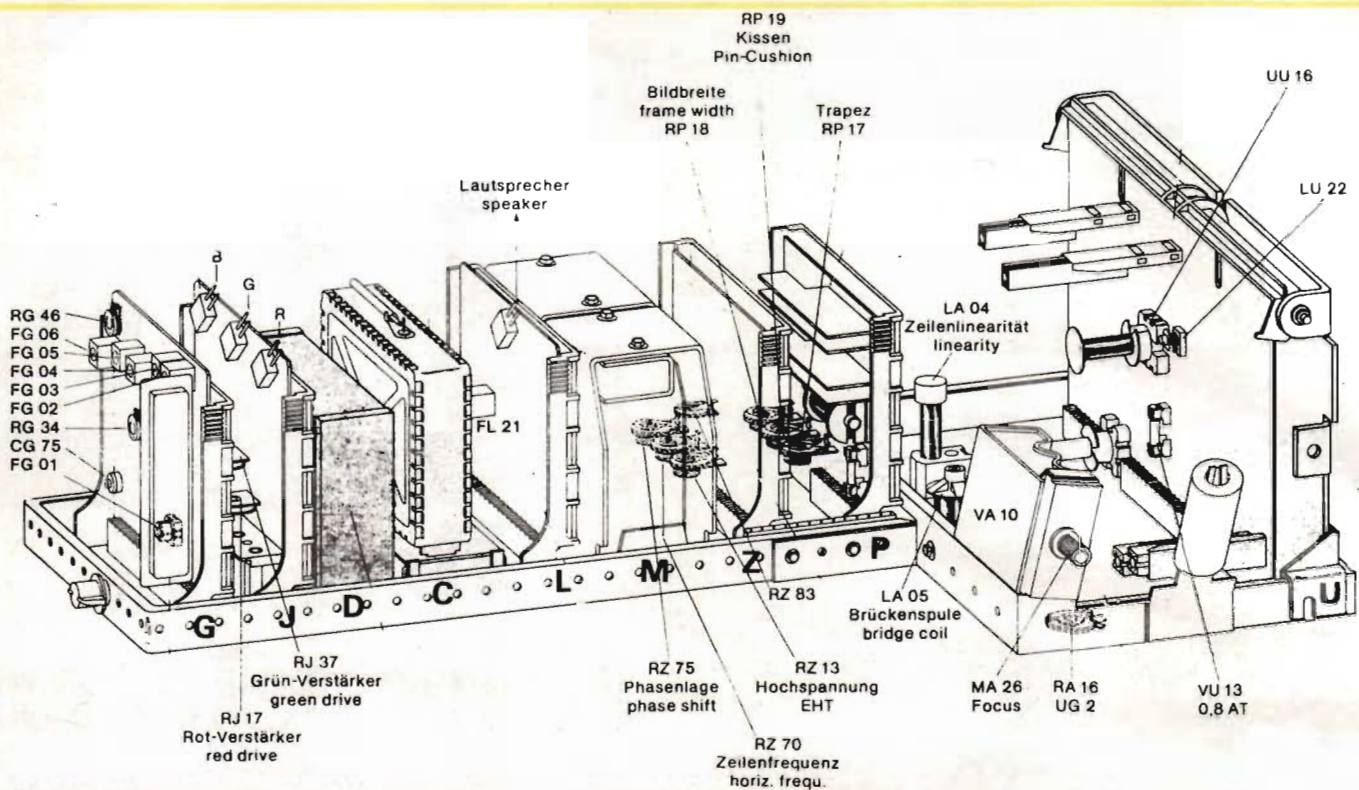 RP 19
Kissen
Pin-Cushion
Bildbreite
frame width
RP 18
Trapez
RP 17
UU 16
LU 22
Lautsprecher
speaker
B
G
R
RG 46
FG 06
FG 05
FG 04
FG 03
FG 02
RG 34
CG 75
FG 01
FL 21
LA 04
Zeilenlinearität
linearity
VA 10
G
J
D
C
L
M
Z
P
U
RZ 83
LA 05
Brückenspule
bridge coil
RJ 37
Grün-Verstärker
green drive
RJ 17
Rot-Verstärker
red drive
RZ 75
Phasenlage
phase shift
RZ 13
Hochspannung
EHT
RZ 70
Zeilenfrequenz
horiz. frequ.
MA 26
Focus
RA 16
UG 2
VU 13
0,8 AT